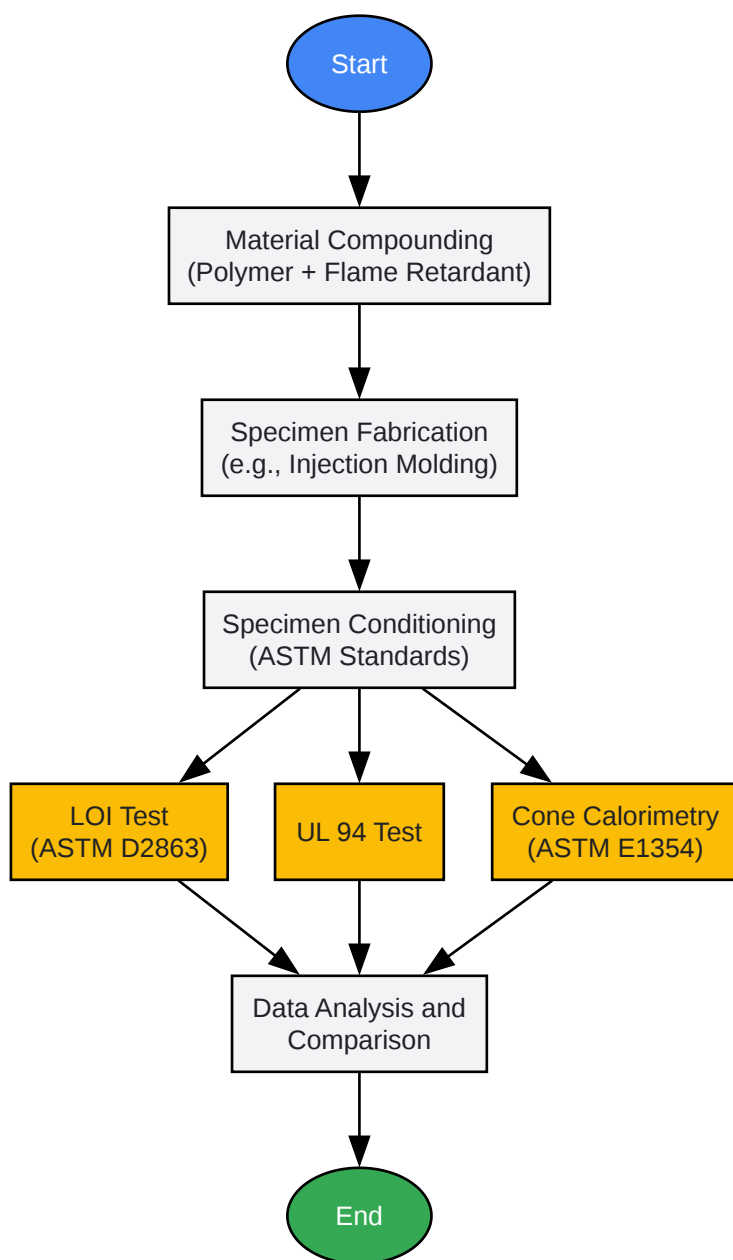 Start
Material Compounding
(Polymer + Flame Retardant)
Specimen Fabrication
(e.g., Injection Molding)
Specimen Conditioning
(ASTM Standards)
LOI Test
(ASTM D2863)
UL 94 Test
Cone Calorimetry
(ASTM E1354)
Data Analysis and
Comparison
End